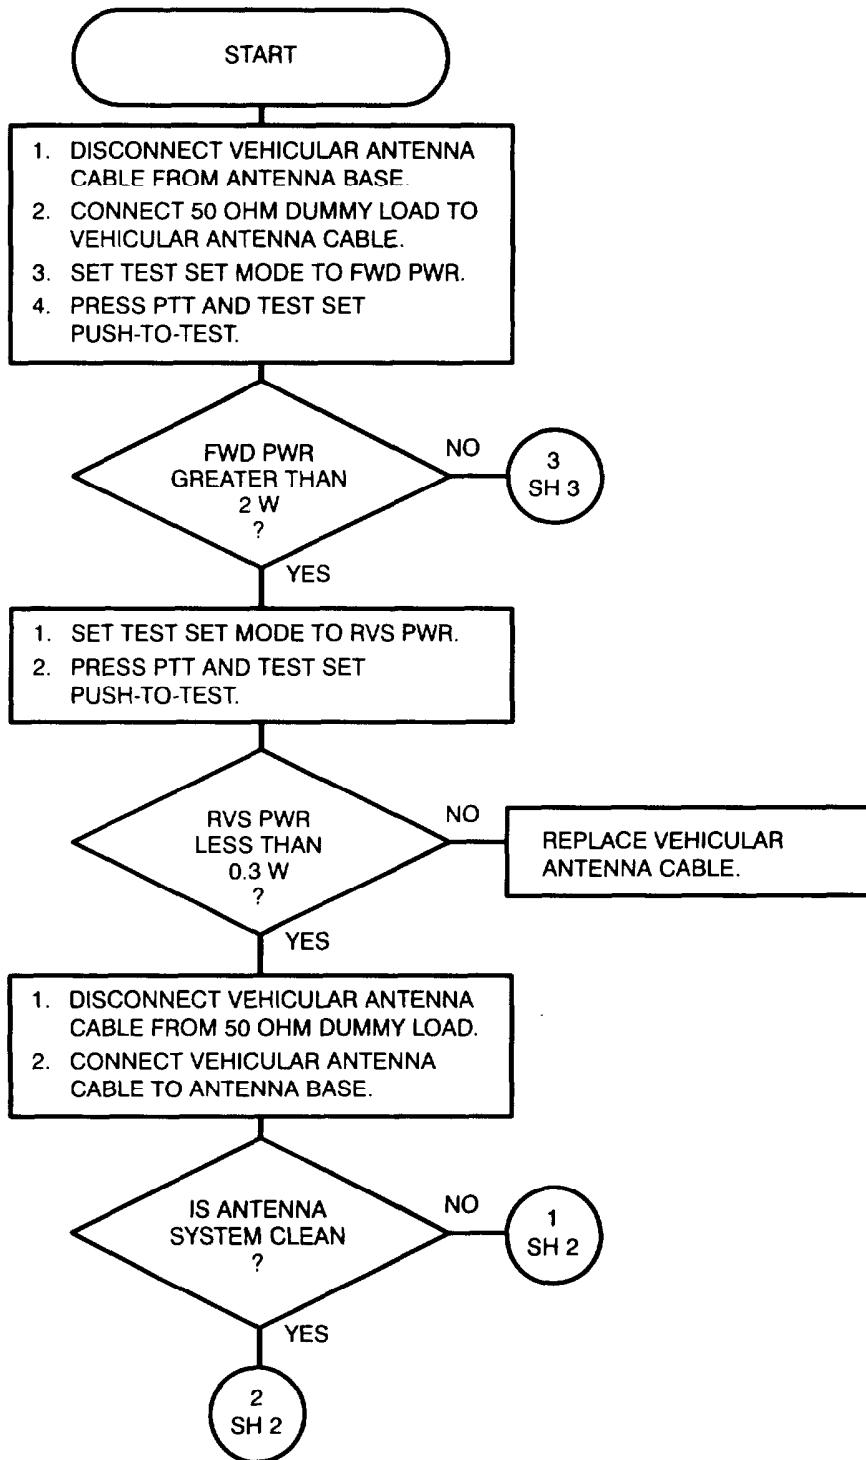 START
1. DISCONNECT VEHICULAR ANTENNA
CABLE FROM ANTENNA BASE.
2. CONNECT 50 OHM DUMMY LOAD TO
VEHICULAR ANTENNA CABLE.
3. SET TEST SET MODE TO FWD PWR.
4. PRESS PTT AND TEST SET
PUSH-TO-TEST.
FWD PWR
GREATER THAN
2 W
?
NO
3
SH 3
YES
1. SET TEST SET MODE TO RVS PWR.
2. PRESS PTT AND TEST SET
PUSH-TO-TEST.
RVS PWR
LESS THAN
0.3 W
?
NO
REPLACE VEHICULAR
ANTENNA CABLE.
YES
1. DISCONNECT VEHICULAR ANTENNA
CABLE FROM 50 OHM DUMMY LOAD.
2. CONNECT VEHICULAR ANTENNA
CABLE TO ANTENNA BASE.
IS ANTENNA
SYSTEM CLEAN
?
NO
1
SH 2
YES
2
SH 2